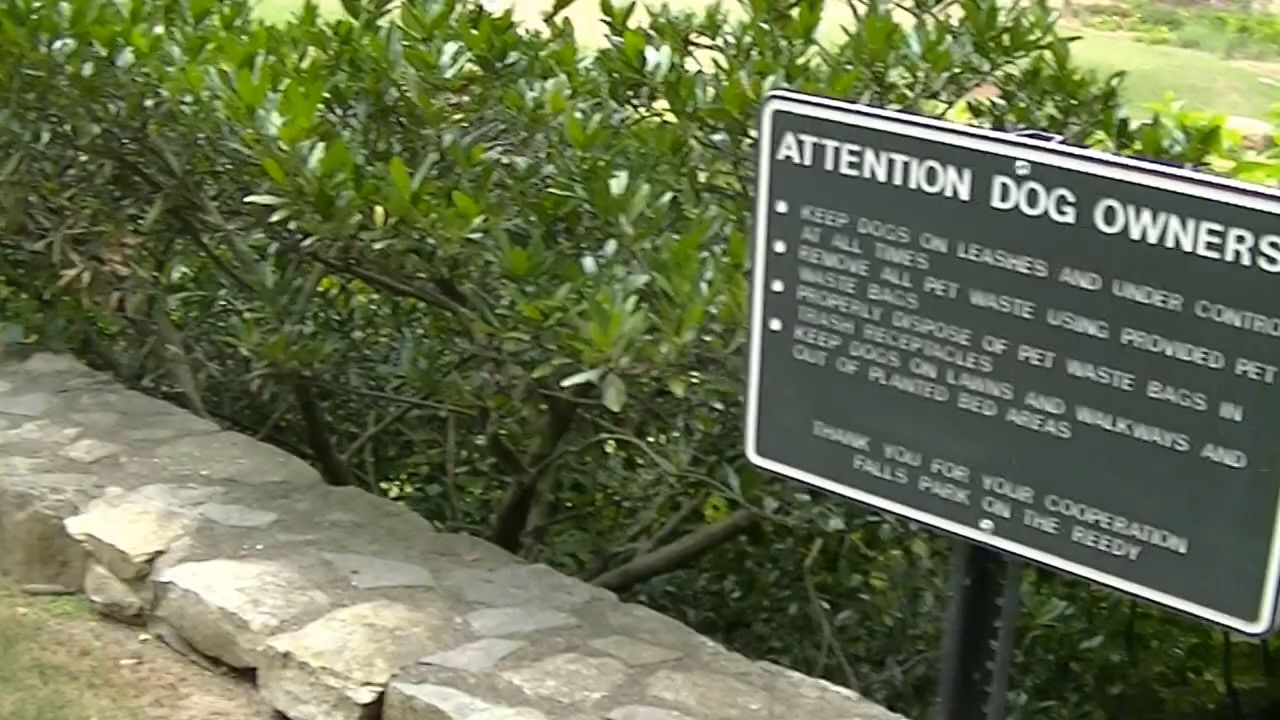 ATTENTION DOG OWNERS
KEEP DOGS ON LEASHES AND UNDER CONTRO
AT ALL TIMES
REMOVE ALL PET WASTE USING PROVIDED PET
WASTE BAGS
PROPERLY DISPOSE OF PET WASTE BAGS IN
TRASH RECEPTACLES
KEEP DOGS ON LAWNS AND WALKWAYS AND
OUT OF PLANTED BED AREAS
THANK YOU FOR YOUR COOPERATION
FALLS PARK ON THE REEDY